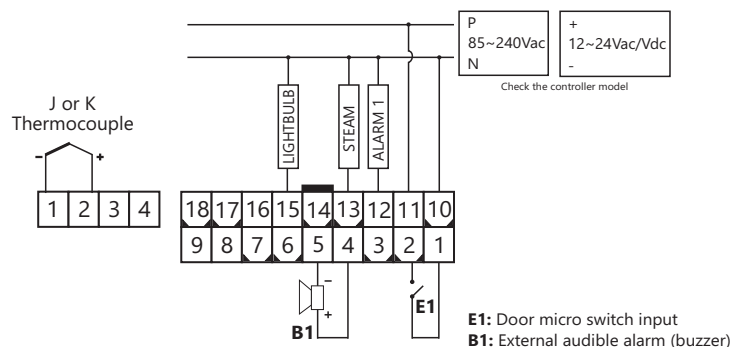 P
85~240Vac
N
+
12~24Vac/Vdc
-
Check the controller model
J or K
Thermocouple
- +
LIGHTBULB
STEAM
ALARM 1
1 2 3 4
18 17 16 15 14 13 12 11 10
9 8 7 6 5 4 3 2 1
-
+
B1
E1
E1: Door micro switch input
B1: External audible alarm (buzzer)